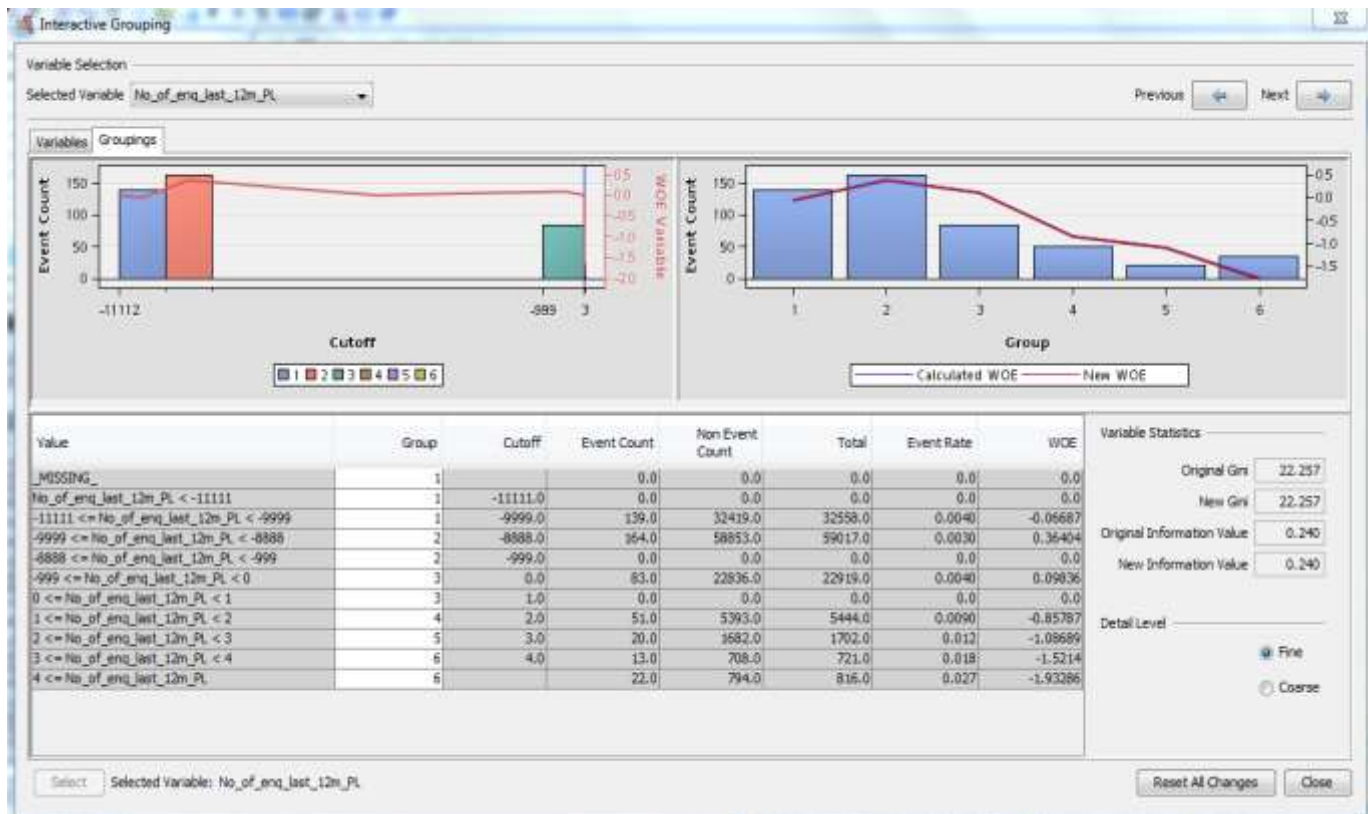 Interactive Grouping
Variable Selection
Selected Variable No_of_enq_last_12m_PL
Previous Next
Variables Groupings
Event Count
150
100
50
0
0.5
0.0
-0.5
-1.0
-1.5
-2.0
WOE Variable
-11112 -999 3
Cutoff
1 2 3 4 5 6
Event Count
150
100
50
0
0.5
0.0
-0.5
-1.0
-1.5
1 2 3 4 5 6
Group
Calculated WOE New WOE
Value Group Cutoff Event Count Non Event Count Total Event Rate WOE
_MISSING_ 1 0.0 0.0 0.0 0.0 0.0
No_of_enq_last_12m_PL < -11111 1 -11111.0 0.0 0.0 0.0 0.0 0.0
-11111 <= No_of_enq_last_12m_PL < -9999 1 -9999.0 139.0 32419.0 32558.0 0.0040 -0.06687
-9999 <= No_of_enq_last_12m_PL < -8888 2 -8888.0 164.0 58853.0 59017.0 0.0030 0.36404
-8888 <= No_of_enq_last_12m_PL < -999 2 -999.0 0.0 0.0 0.0 0.0 0.0
-999 <= No_of_enq_last_12m_PL < 0 3 0.0 83.0 22836.0 22919.0 0.0040 0.09836
0 <= No_of_enq_last_12m_PL < 1 3 1.0 0.0 0.0 0.0 0.0 0.0
1 <= No_of_enq_last_12m_PL < 2 4 2.0 51.0 5393.0 5444.0 0.0090 -0.85787
2 <= No_of_enq_last_12m_PL < 3 5 3.0 20.0 1682.0 1702.0 0.012 -1.08689
3 <= No_of_enq_last_12m_PL < 4 6 4.0 13.0 708.0 721.0 0.018 -1.5214
4 <= No_of_enq_last_12m_PL 6 22.0 794.0 816.0 0.027 -1.93286
Variable Statistics
Original Gini 22.257
New Gini 22.257
Original Information Value 0.240
New Information Value 0.240
Detail Level
Fine
Coarse
Select Selected Variable: No_of_enq_last_12m_PL
Reset All Changes Close